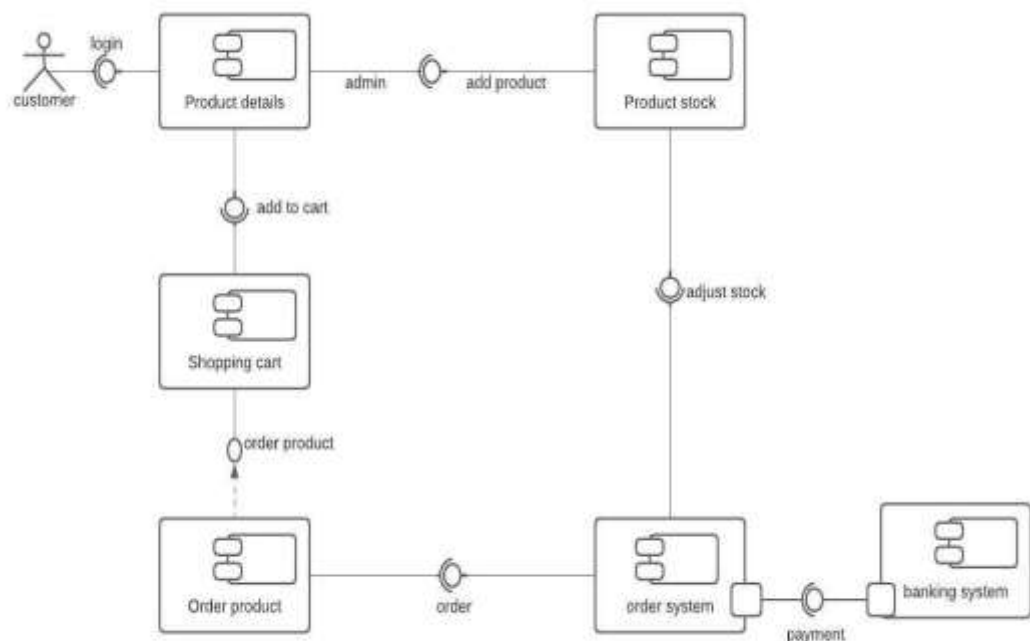 login
customer
Product details
admin
add product
Product stock
add to cart
adjust stock
Shopping cart
order product
Order product
order
order system
banking system
payment